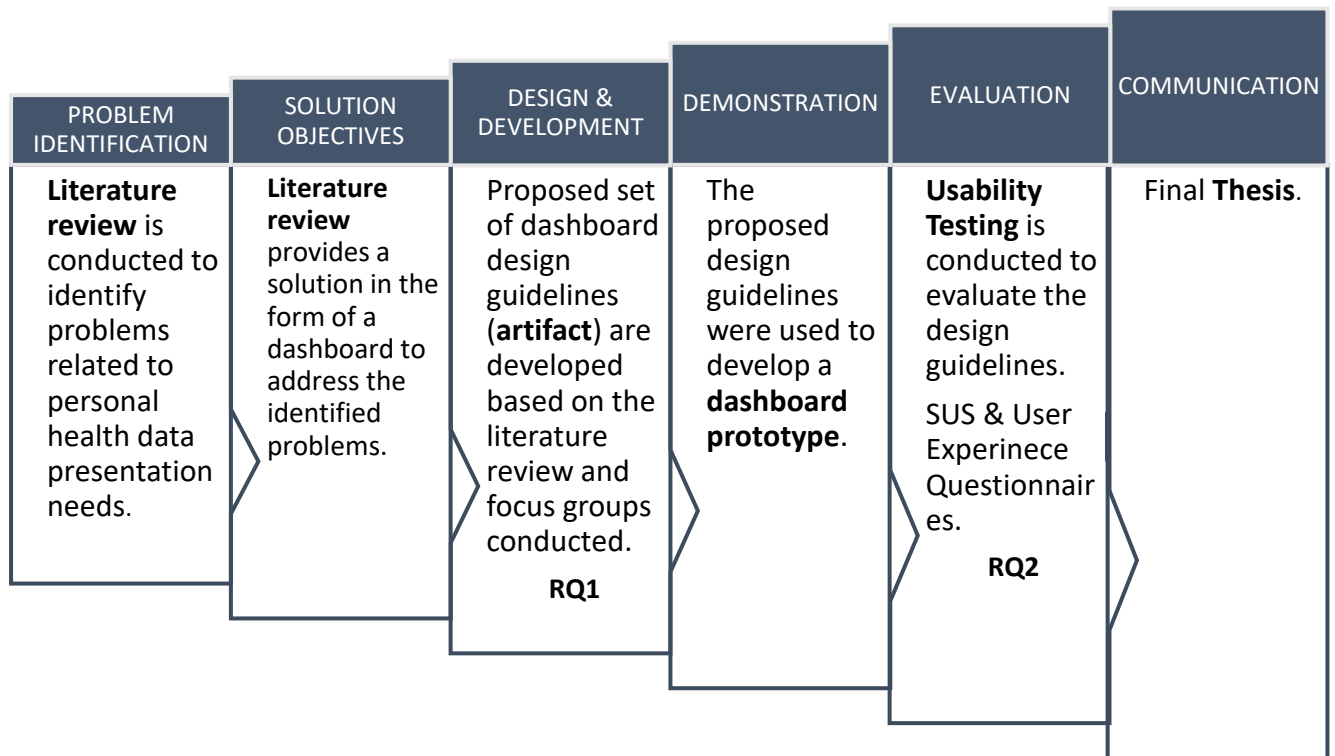 PROBLEM
IDENTIFICATION
Literature
review is
conducted to
identify
problems
related to
personal
health data
presentation
needs.
SOLUTION
OBJECTIVES
Literature
review
provides a
solution in the
form of a
dashboard to
address the
identified
problems.
DESIGN &
DEVELOPMENT
Proposed set
of dashboard
design
guidelines
(artifact) are
developed
based on the
literature
review and
focus groups
conducted.
RQ1
DEMONSTRATION
The
proposed
design
guidelines
were used to
develop a
dashboard
prototype.
EVALUATION
Usability
Testing is
conducted to
evaluate the
design
guidelines.
SUS & User
Experinece
Questionnair
es.
RQ2
COMMUNICATION
Final Thesis.